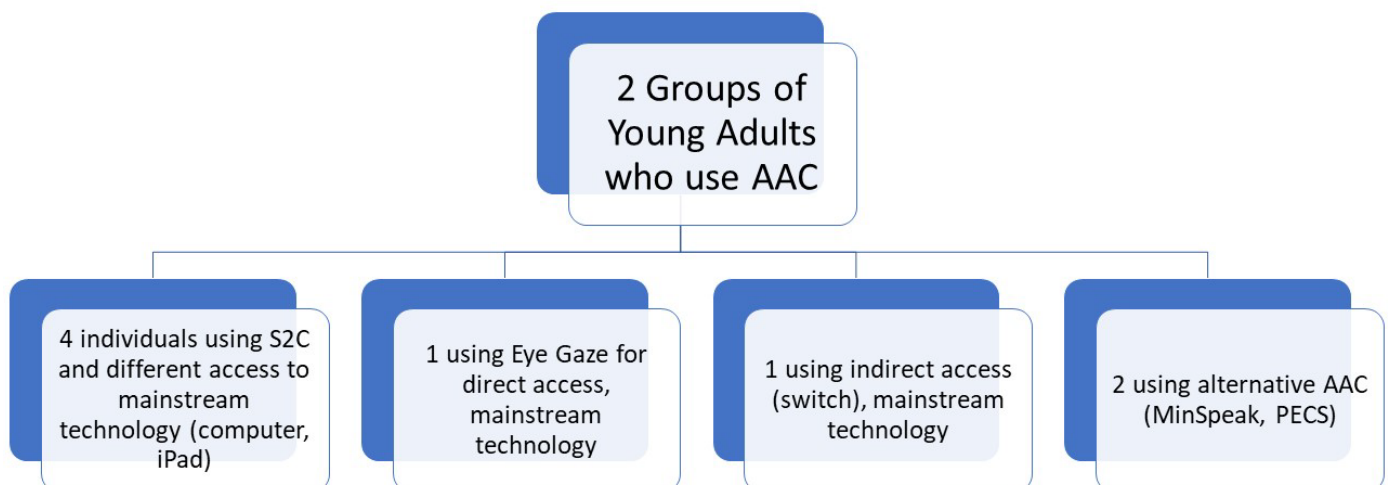 2 Groups of
Young Adults
who use AAC
4 individuals using S2C
and different access to
mainstream
technology (computer,
iPad)
1 using Eye Gaze for
direct access,
mainstream
technology
1 using indirect access
(switch), mainstream
technology
2 using alternative AAC
(MinSpeak, PECS)